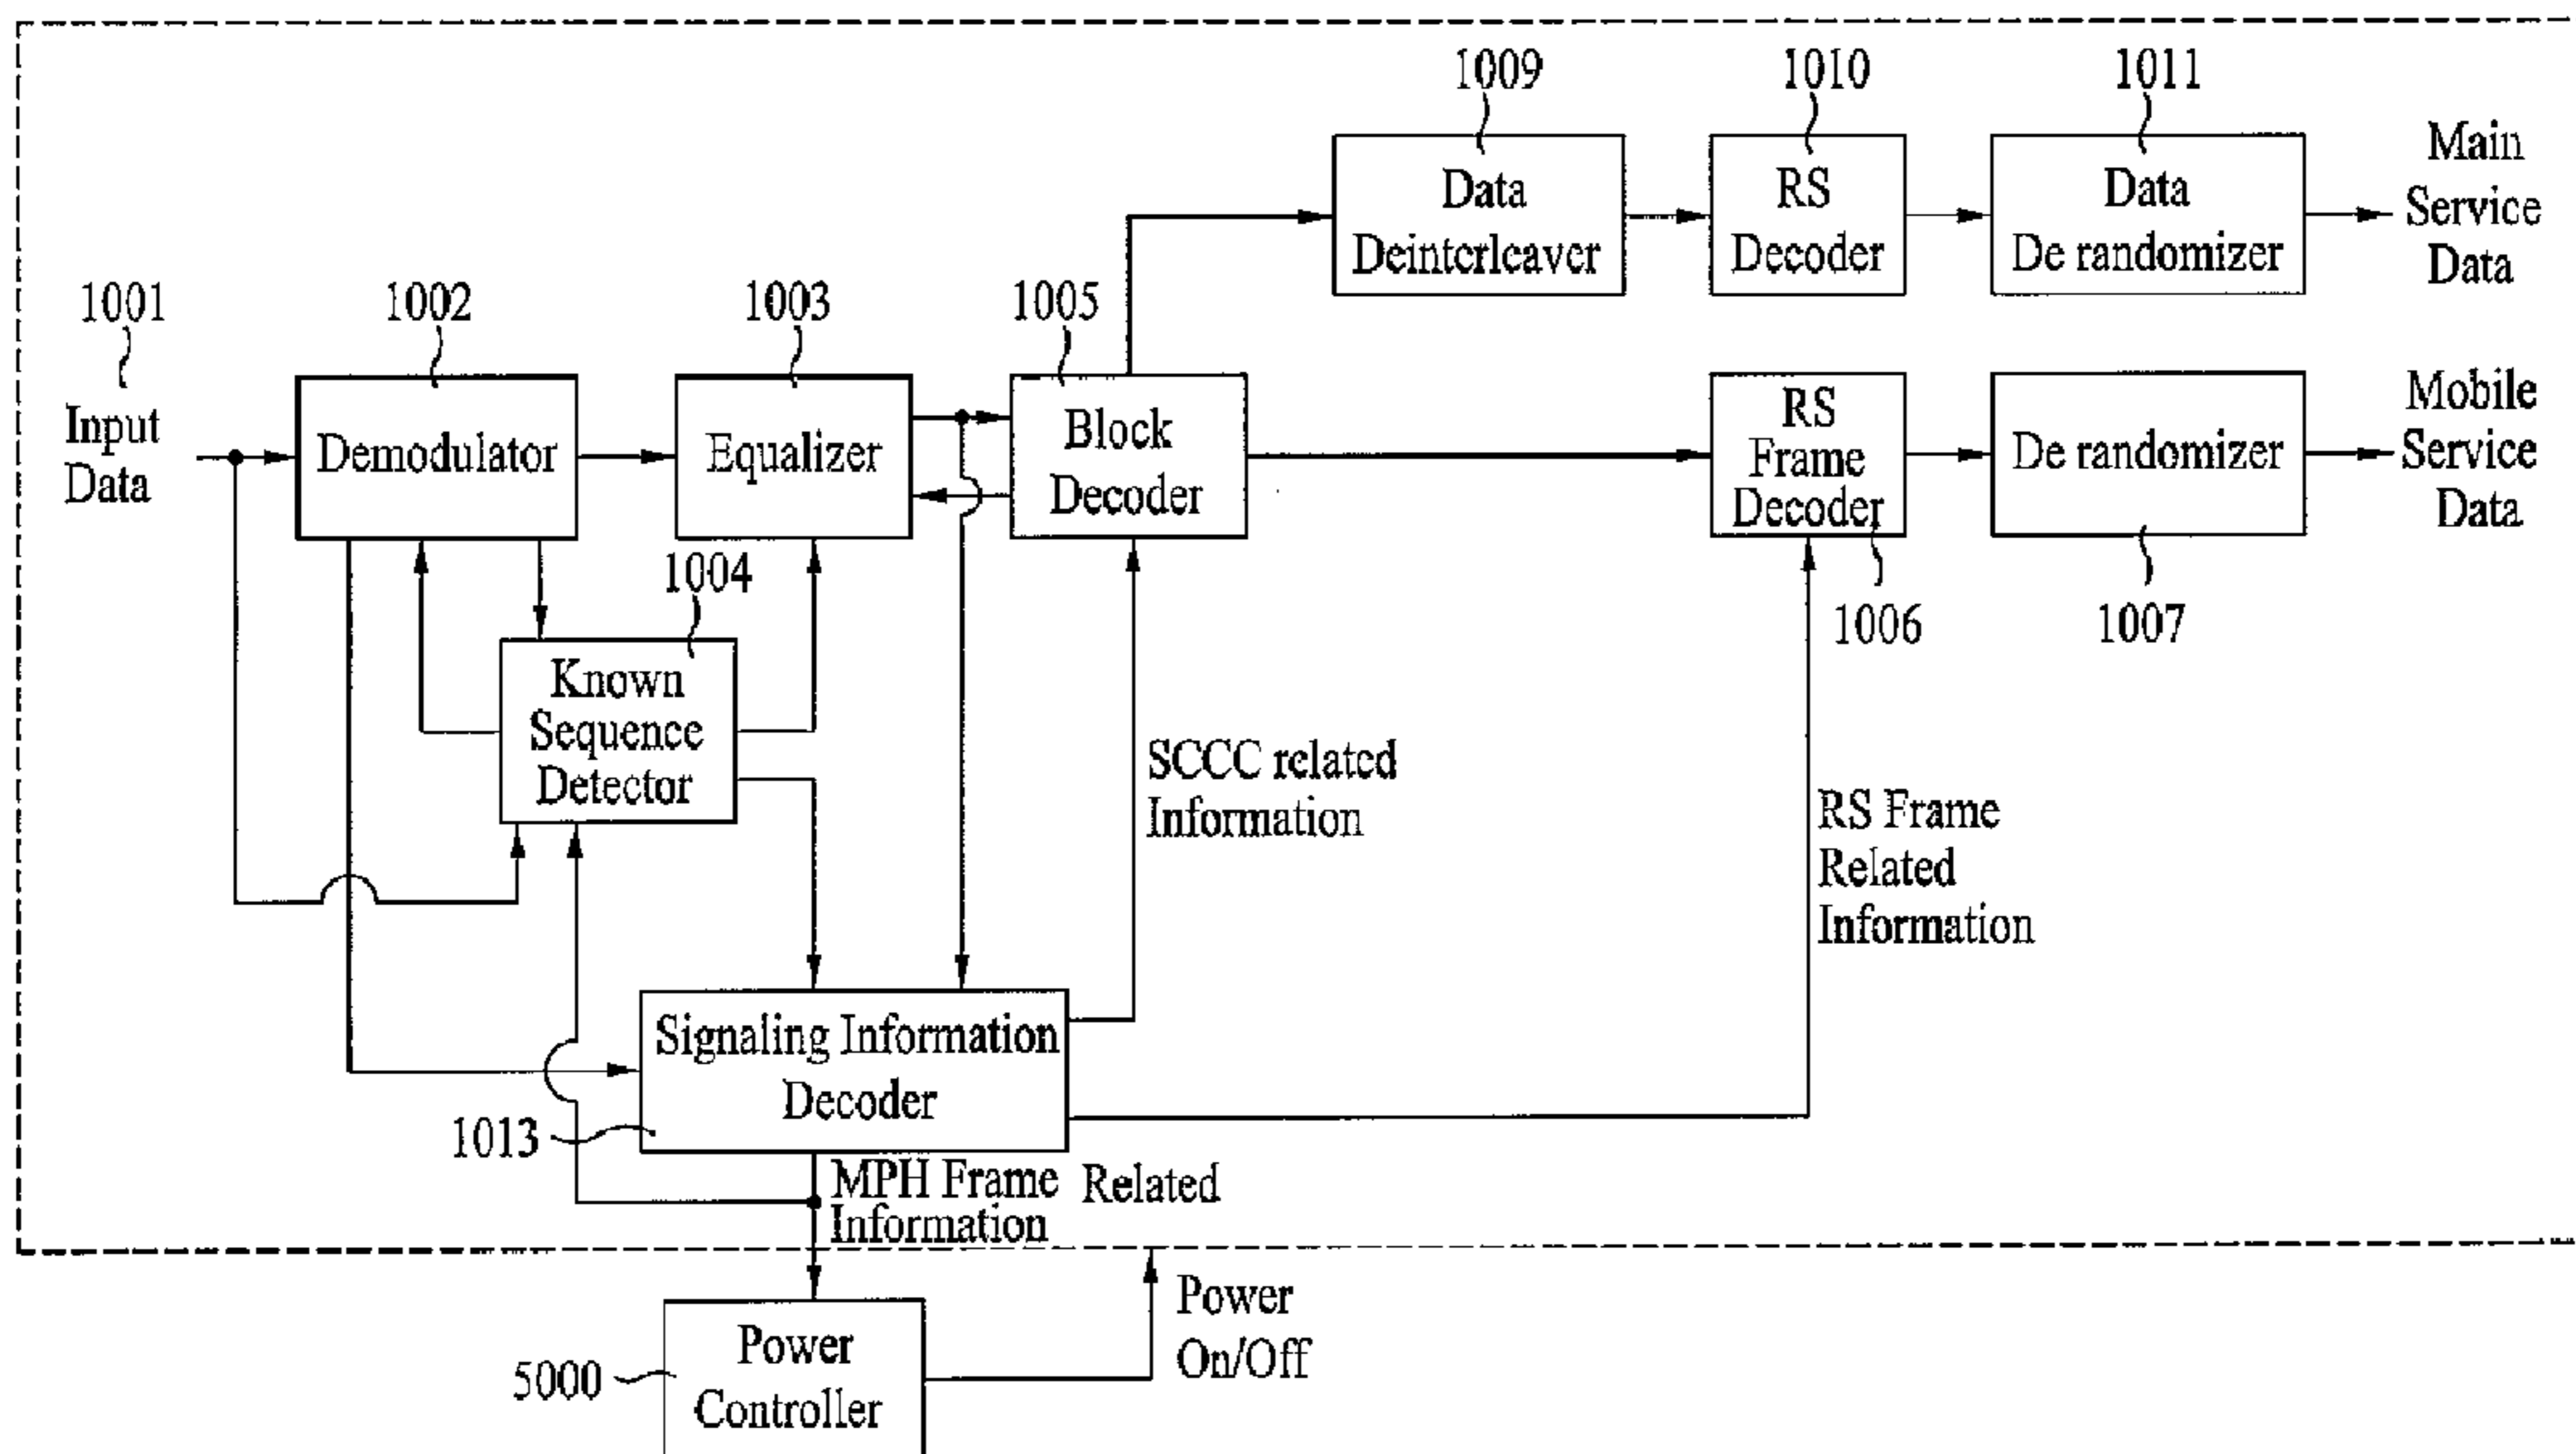 1009
1010
1011
Data
Deinterleaver
RS
Decoder
Data
De randomizer
Main
Service
Data
1001
1002
1003
1005
Input
Data
Demodulator
Equalizer
Block
Decoder
RS
Frame
Decoder
De randomizer
Mobile
Service
Data
1004
1006
1007
Known
Sequence
Detector
SCCC related
Information
RS Frame
Related
Information
Signaling Information
Decoder
1013
MPH Frame Related
Information
Power
On/Off
5000
Power
Controller